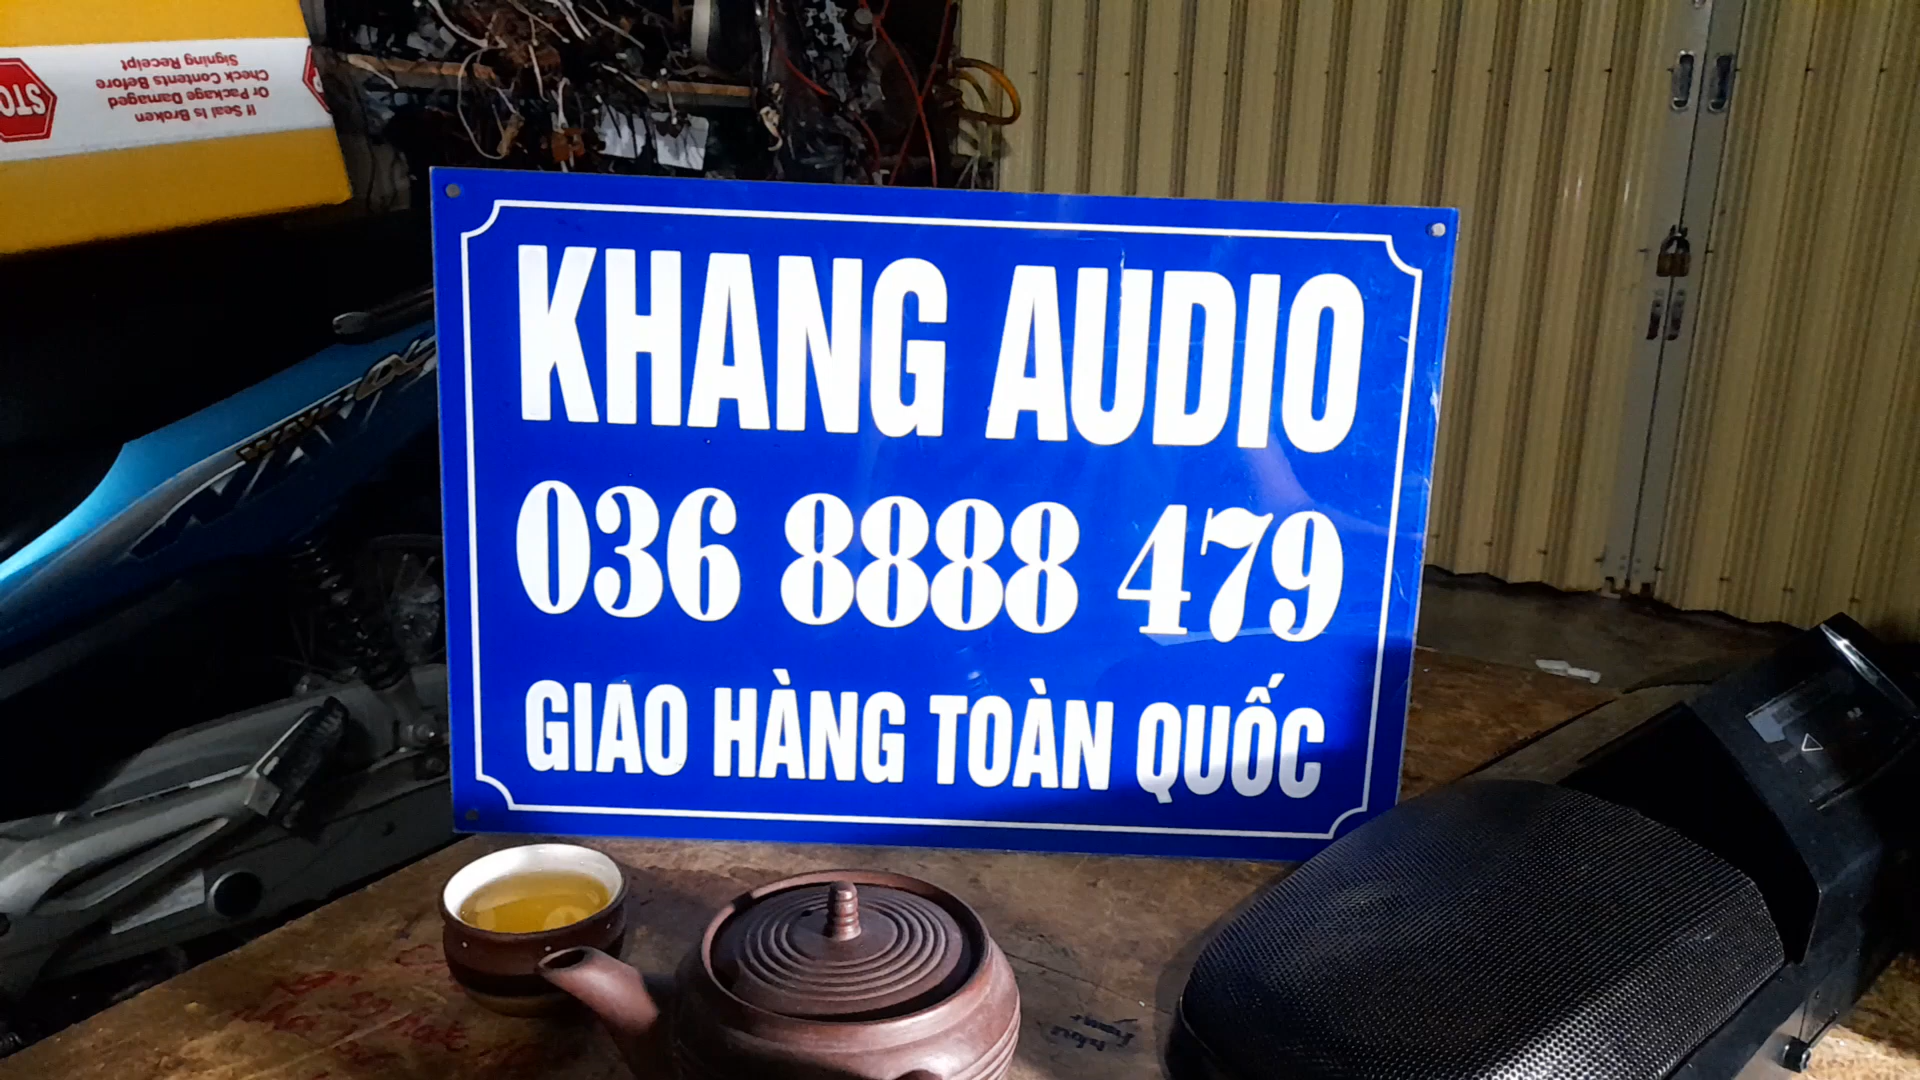 If Seal Is Broken
Or Package Damaged
Check Contents Before
Signing Receipt
KHANG AUDIO
036 8888 479
GIAO HÀNG TOÀN QUỐC